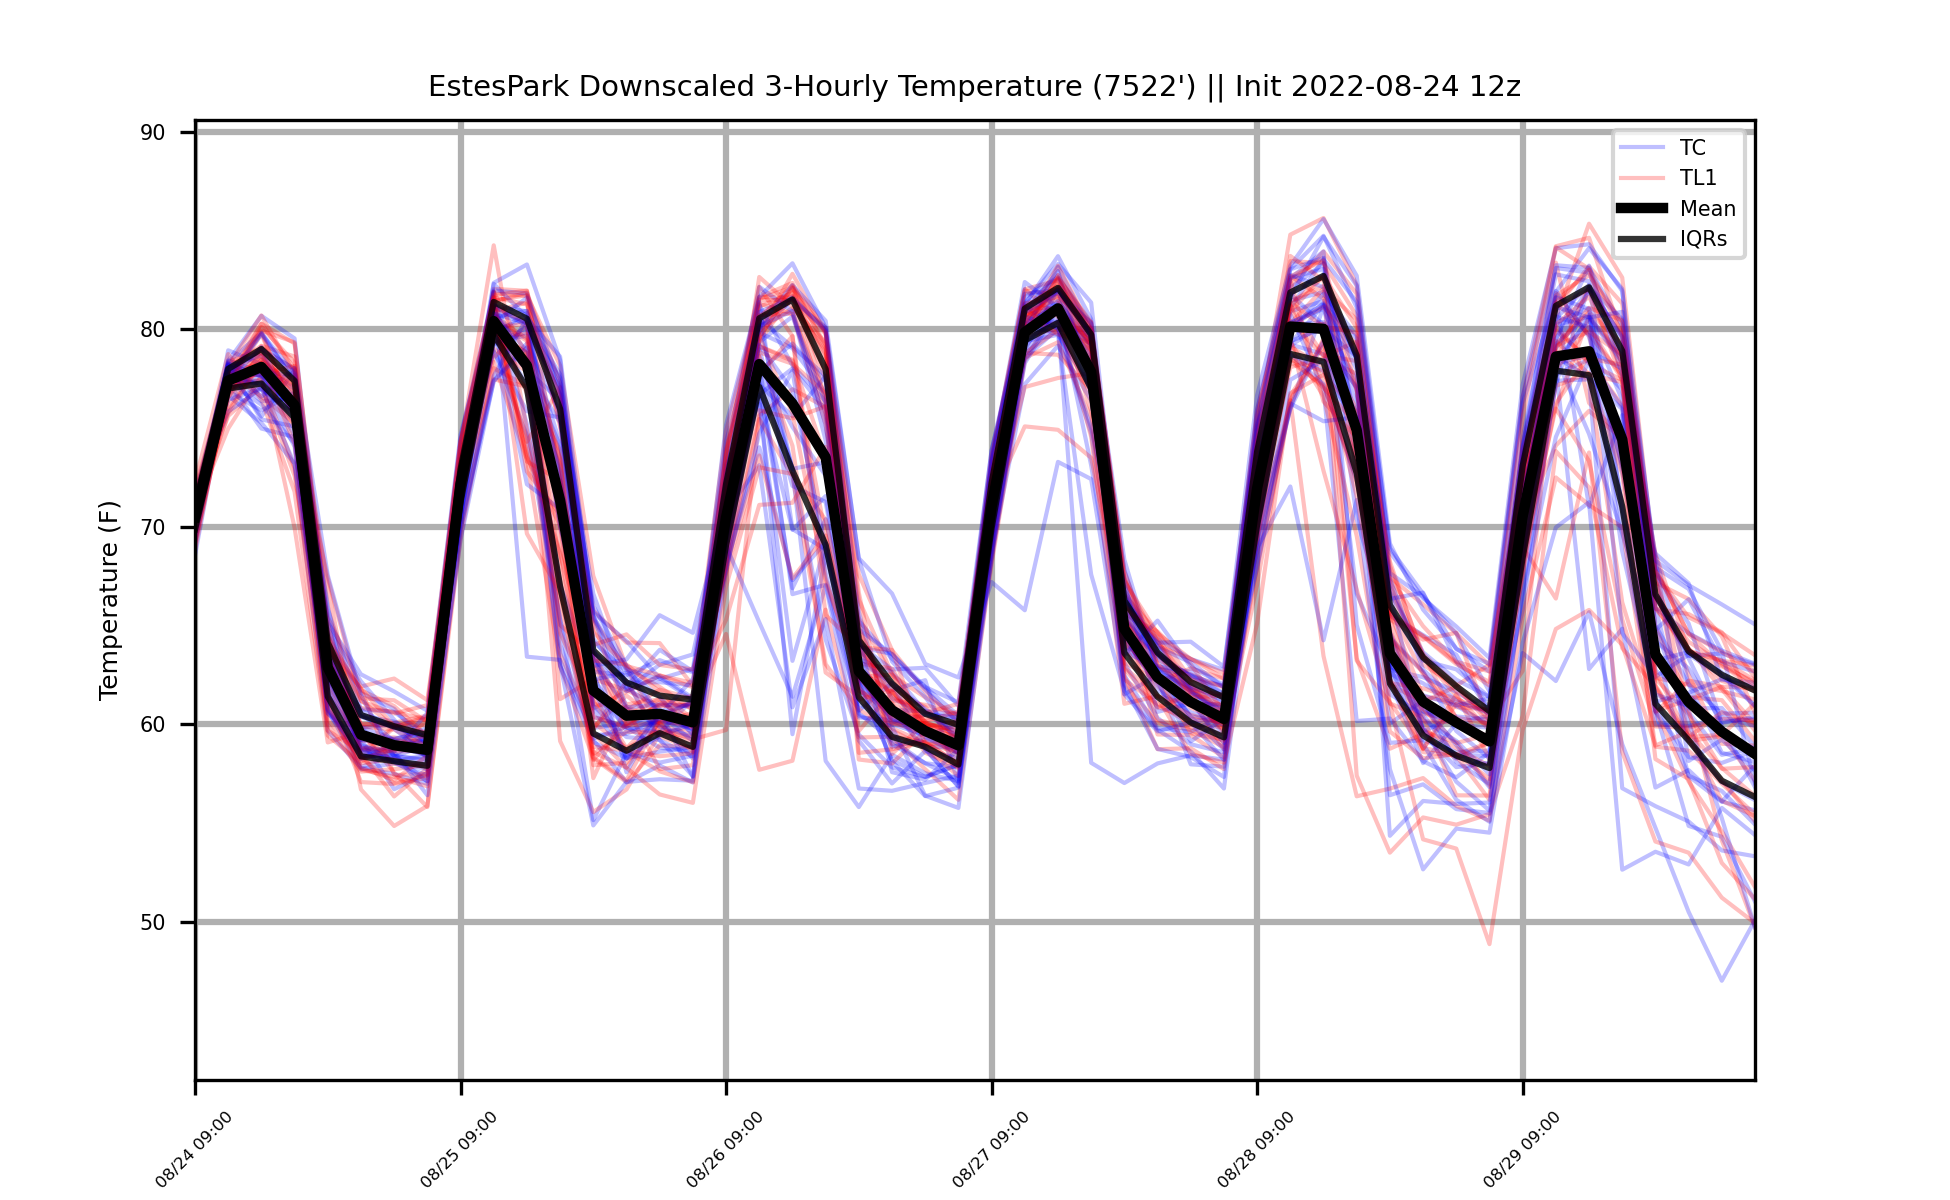 EstesPark Downscaled 3-Hourly Temperature (7522') || Init 2022-08-24 12z
TC
TL1
Mean
IQRs
Temperature (F)
90
80
70
60
50
08/24 09:00
08/25 09:00
08/26 09:00
08/27 09:00
08/28 09:00
08/29 09:00